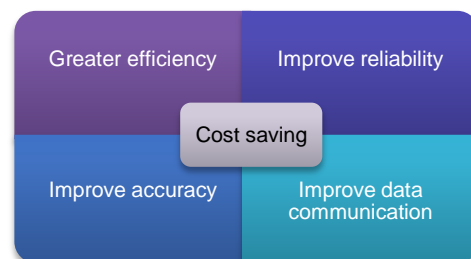 Greater efficiency
Improve reliability
Cost saving
Improve accuracy
Improve data
communication